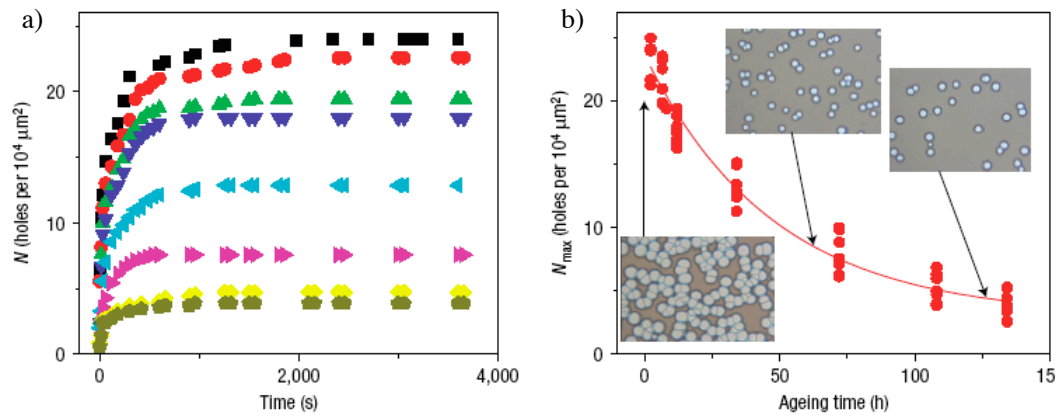 a)
20
10
0
N (holes per 10⁴ μm²)
0
2,000
4,000
Time (s)
b)
30
20
10
0
Nmax (holes per 10⁴ μm²)
0
50
100
15
Ageing time (h)